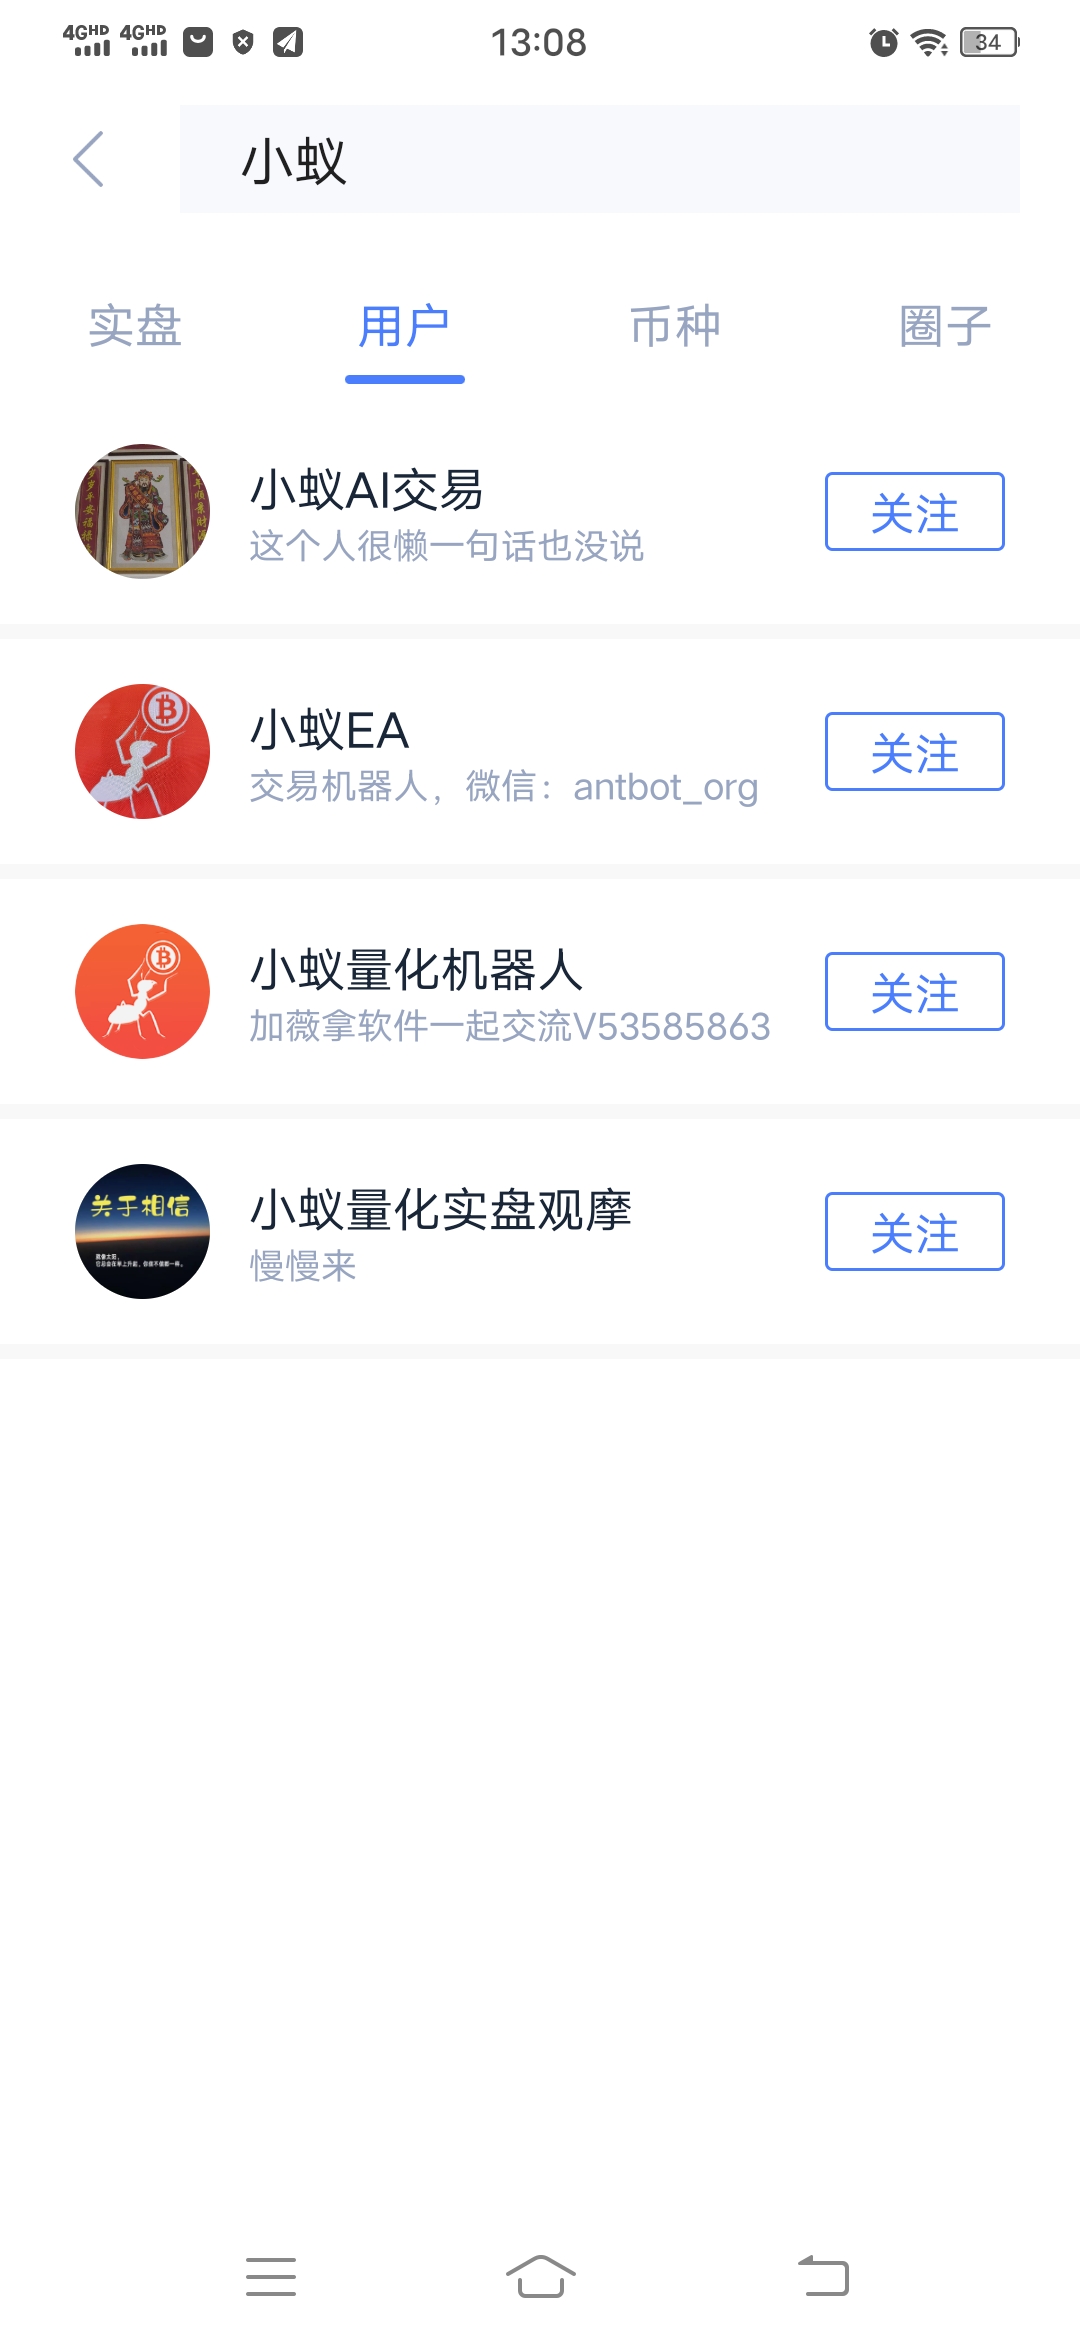 4GHD 4GHD 13:08 34
小蚁
实盘 用户 币种 圈子
小蚁AI交易
这个人很懒一句话也没说
关注
小蚁EA
交易机器人，微信：antbot_org
关注
小蚁量化机器人
加薇拿软件一起交流V53585863
关注
关于相信
小蚁量化实盘观摩
慢慢来
关注